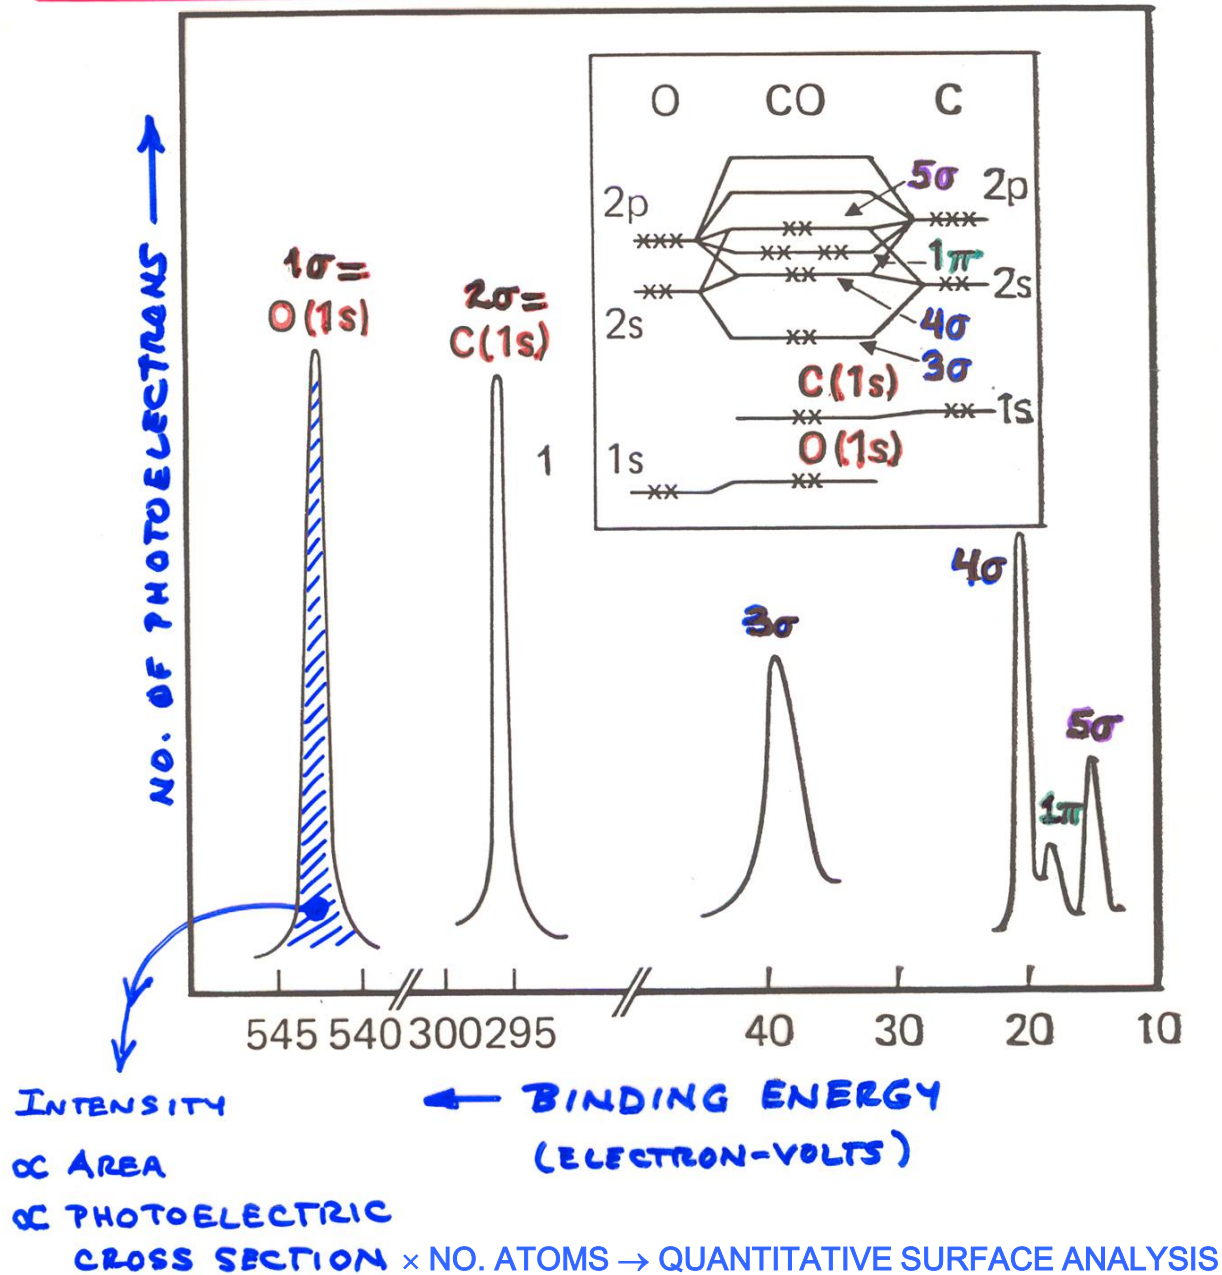 NO. OF PHOTOELECTRONS
O CO C
5σ
2p
2p
1π
2s
2s
4σ
3σ
C(1s)
1s
O(1s)
1s
1σ=
O(1s)
2σ=
C(1s)
1
4σ
3σ
5σ
1π
545 540 300 295 40 30 20 10
← BINDING ENERGY
(ELECTRON-VOLTS)
INTENSITY
∝ AREA
∝ PHOTOELECTRIC
CROSS SECTION × NO. ATOMS → QUANTITATIVE SURFACE ANALYSIS